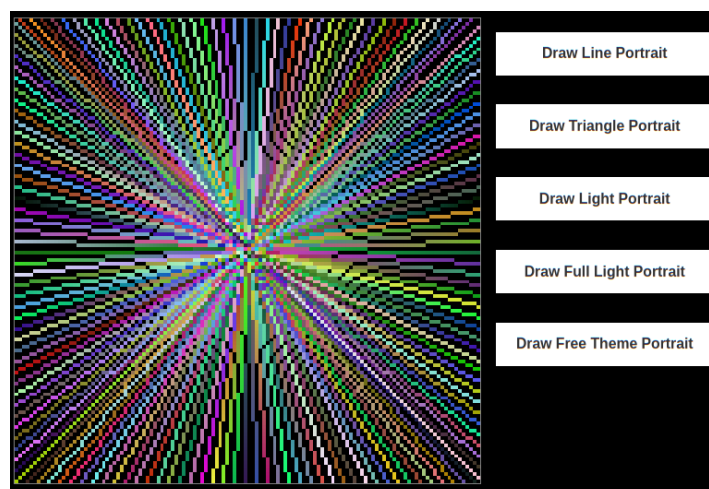 Draw Line Portrait
Draw Triangle Portrait
Draw Light Portrait
Draw Full Light Portrait
Draw Free Theme Portrait